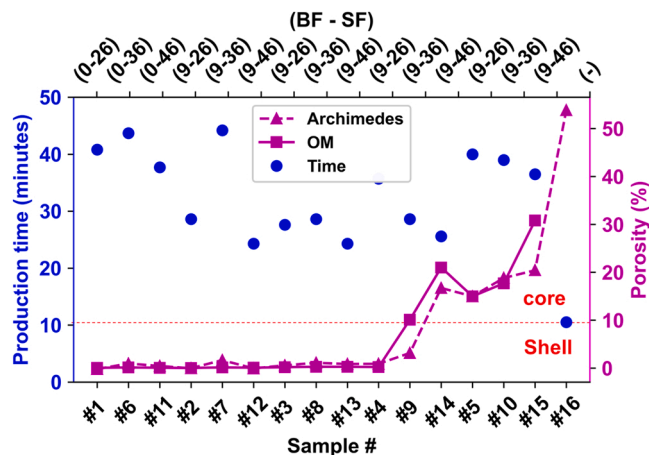 (BF - SF)
(0-26) (0-36) (0-46) (9-26) (9-36) (9-46) (9-26) (9-36) (9-46) (9-26) (9-36) (9-46) (9-26) (9-36) (9-46) (-)
Production time (minutes)
50
40
30
20
10
0
Archimedes
OM
Time
core
Shell
50
40
30
20
10
0
Porosity (%)
#1 #6 #11 #2 #7 #12 #3 #8 #13 #4 #9 #14 #5 #10 #15 #16
Sample #